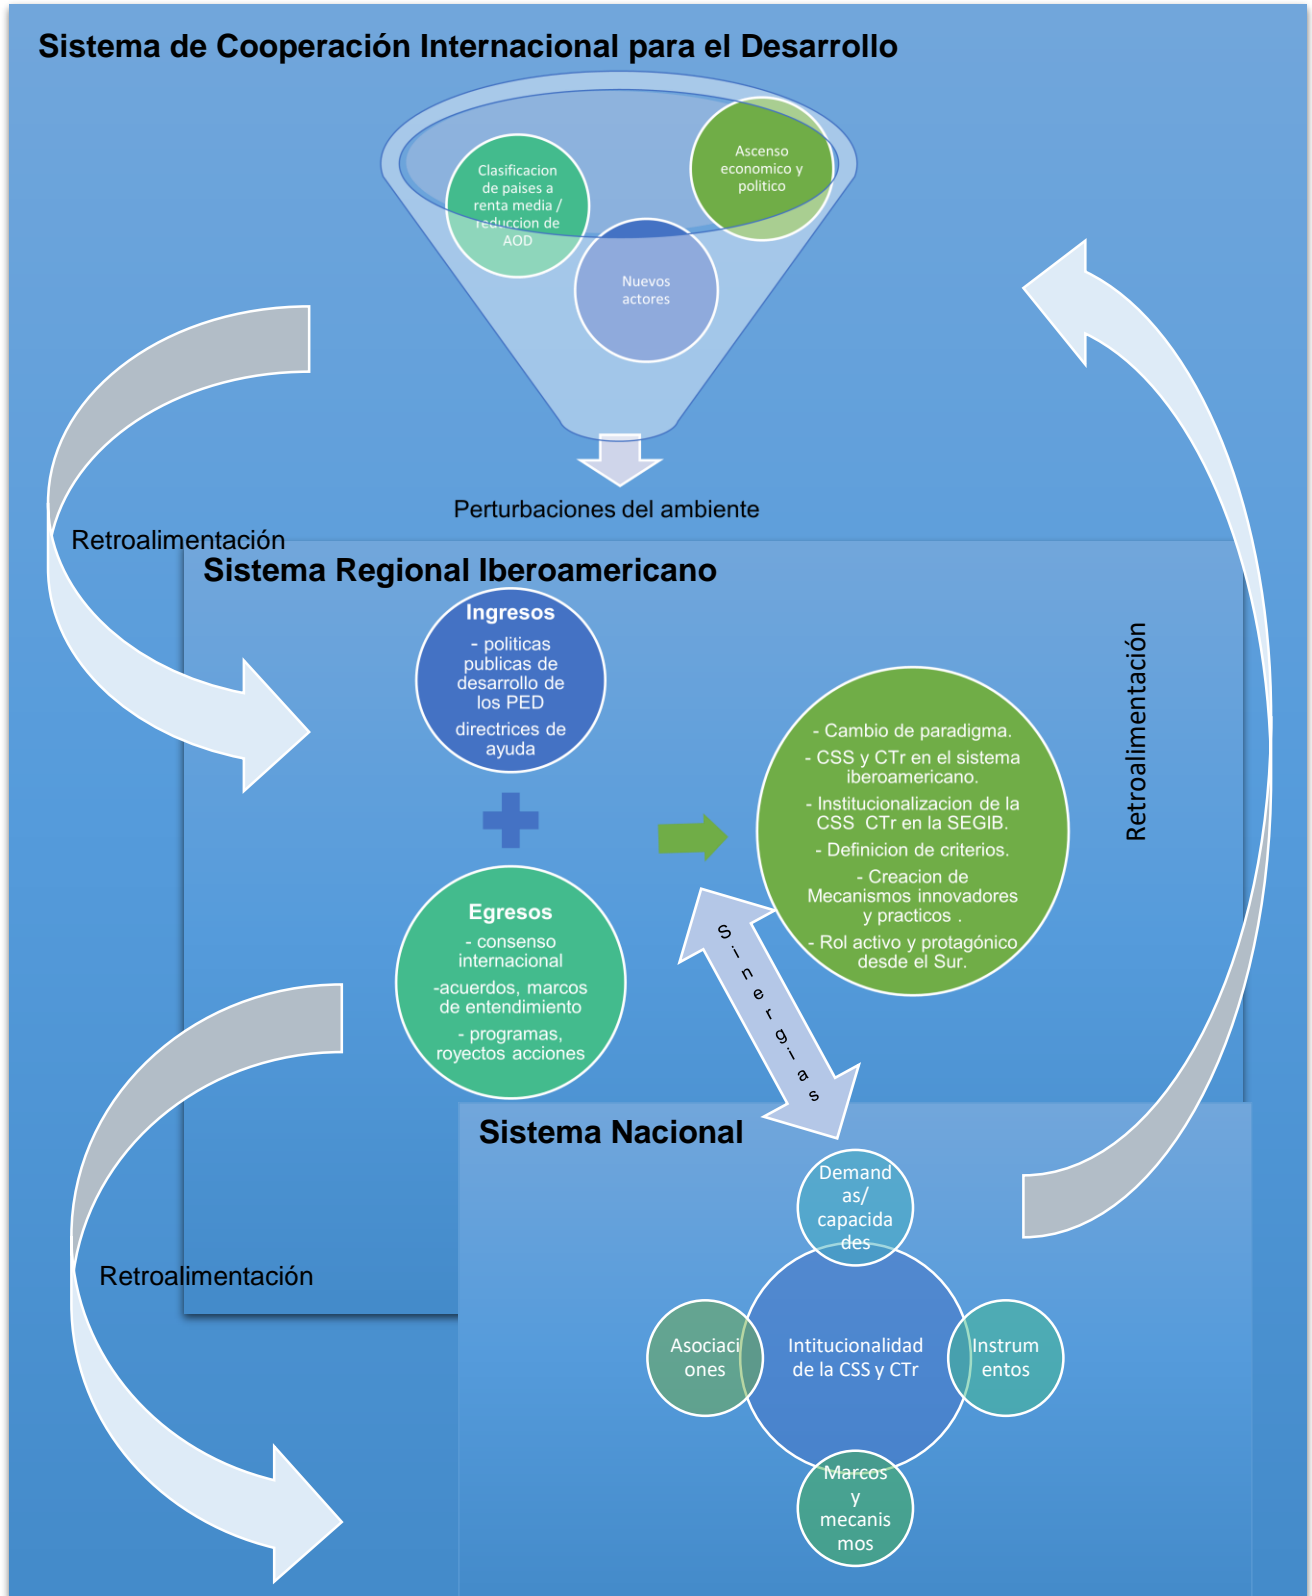 Sistema de Cooperación Internacional para el Desarrollo
Clasificacion
de paises a
renta media /
reduccion de
AOD
Ascenso
economico y
politico
Nuevos
actores
Perturbaciones del ambiente
Retroalimentación
Sistema Regional Iberoamericano
Ingresos
- politicas
publicas de
desarrollo de
los PED
directrices de
ayuda
Egresos
- consenso
internacional
-acuerdos, marcos
de entendimiento
- programas,
royectos acciones
- Cambio de paradigma.
- CSS y CTr en el sistema
iberoamericano.
- Institucionalizacion de la
CSS  CTr en la SEGIB.
- Definicion de criterios.
- Creacion de
Mecanismos innovadores
y practicos .
- Rol activo y protagónico
desde el Sur.
Retroalimentación
Sinergias
Sistema Nacional
Demand
as/
capacida
des
Retroalimentación
Asociaci
ones
Intitucionalidad
de la CSS y CTr
Instrum
entos
Marcos
y
mecanis
mos